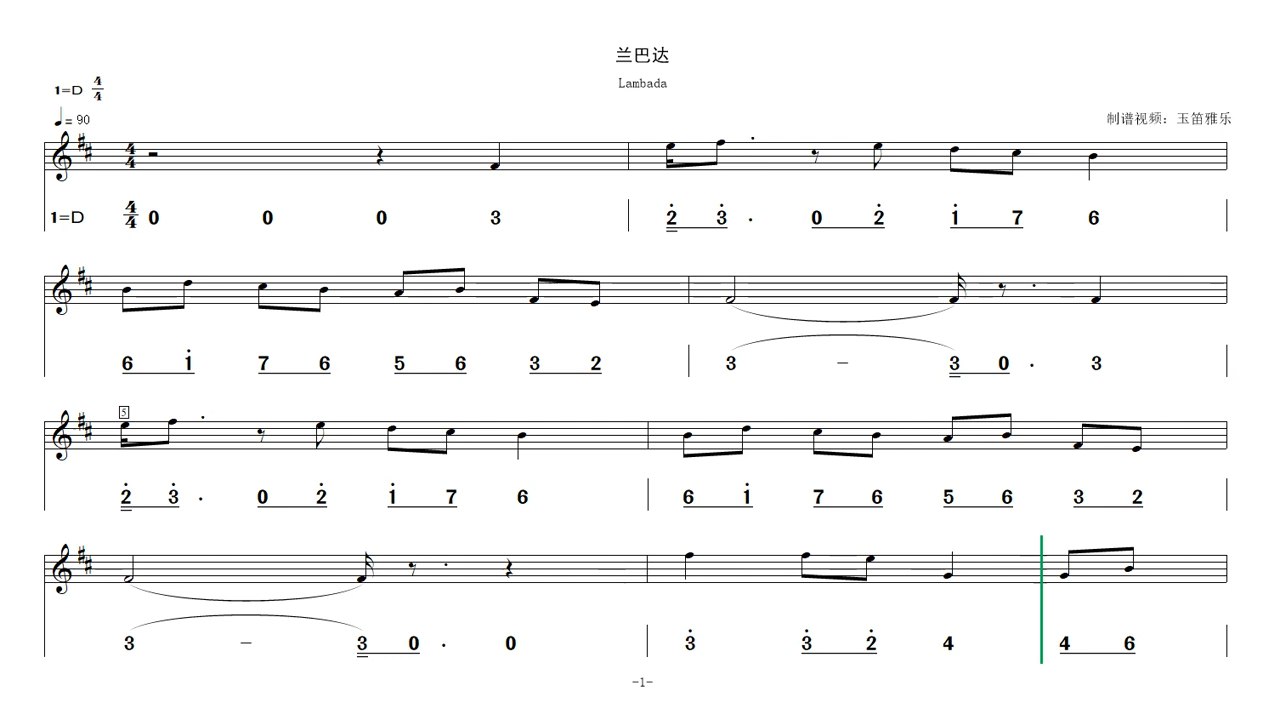 兰巴达
Lambada
1=D 4/4
♩= 90
制谱视频：玉笛雅乐
1=D 4/4 0 0 0 3 | 2̇ 3̇ · 0 2̇ 1̇ 7 6 |
6 1̇ 7 6 5 6 3 2 | 3 – 3 0 · 3 |
5
2̇ 3̇ · 0 2̇ 1̇ 7 6 | 6 1̇ 7 6 5 6 3 2 |
3 – 3 0 · 0 | 3̇ 3̇ 2̇ 4 4 6 |
-1-